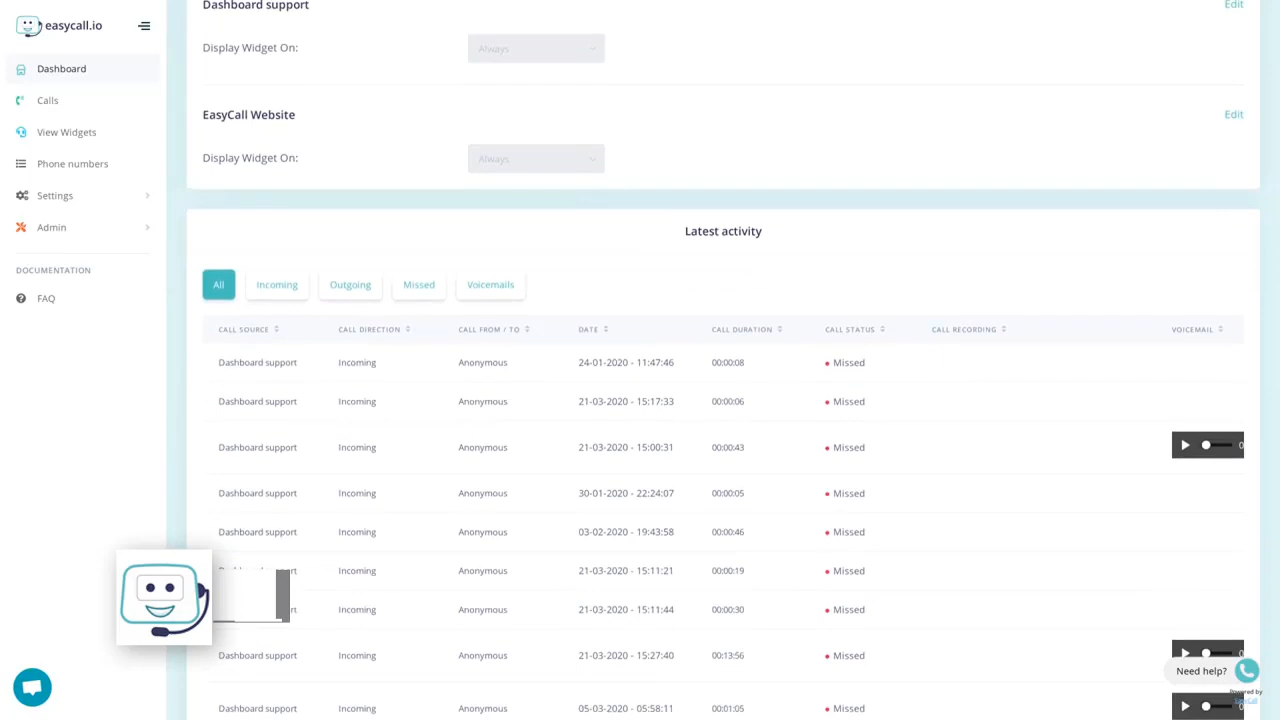 easycall.io
Dashboard
Calls
View Widgets
Phone numbers
Settings
Admin
DOCUMENTATION
FAQ
Dashboard support Edit
Display Widget On: Always
EasyCall Website Edit
Display Widget On: Always
Latest activity
All Incoming Outgoing Missed Voicemails
CALL SOURCE CALL DIRECTION CALL FROM / TO DATE CALL DURATION CALL STATUS CALL RECORDING VOICEMAIL
Dashboard support Incoming Anonymous 24-01-2020 - 11:47:46 00:00:08 Missed
Dashboard support Incoming Anonymous 21-03-2020 - 15:17:33 00:00:06 Missed
Dashboard support Incoming Anonymous 21-03-2020 - 15:00:31 00:00:43 Missed
Dashboard support Incoming Anonymous 30-01-2020 - 22:24:07 00:00:05 Missed
Dashboard support Incoming Anonymous 03-02-2020 - 19:43:58 00:00:46 Missed
Incoming Anonymous 21-03-2020 - 15:11:21 00:00:19 Missed
Incoming Anonymous 21-03-2020 - 15:11:44 00:00:30 Missed
Dashboard support Incoming Anonymous 21-03-2020 - 15:27:40 00:13:56 Missed
Dashboard support Incoming Anonymous 05-03-2020 - 05:58:11 00:01:05 Missed
Need help?
Powered by
EasyCall